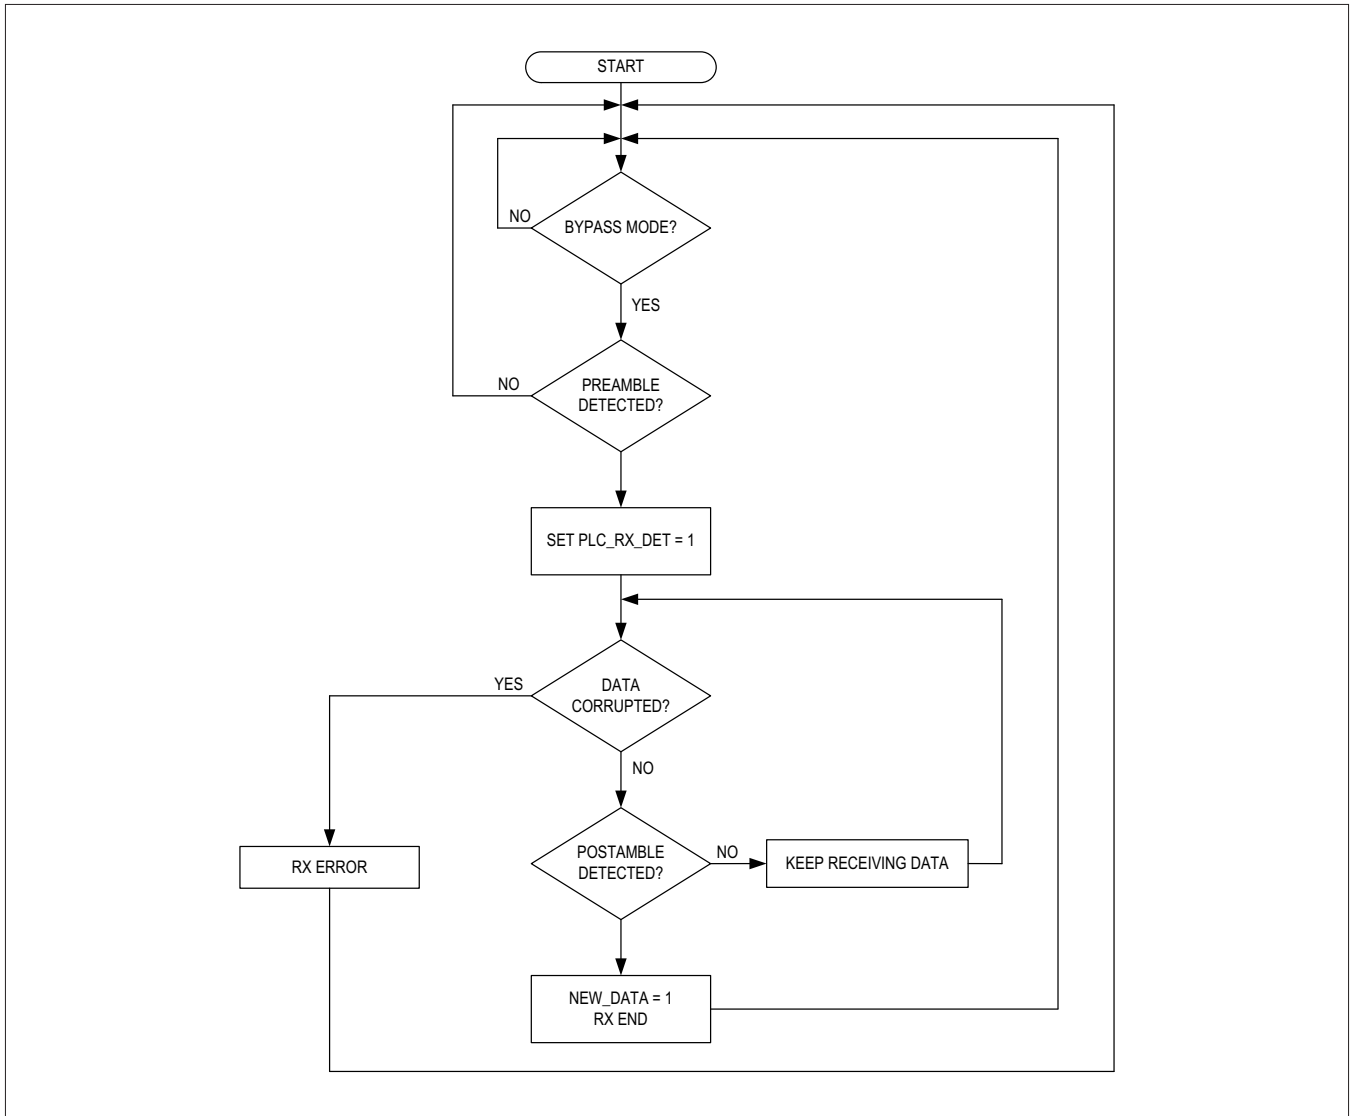 START
NO
BYPASS MODE?
YES
NO
PREAMBLE
DETECTED?
SET PLC_RX_DET = 1
YES
DATA
CORRUPTED?
NO
POSTAMBLE
DETECTED?
NO
KEEP RECEIVING DATA
RX ERROR
NEW_DATA = 1
RX END